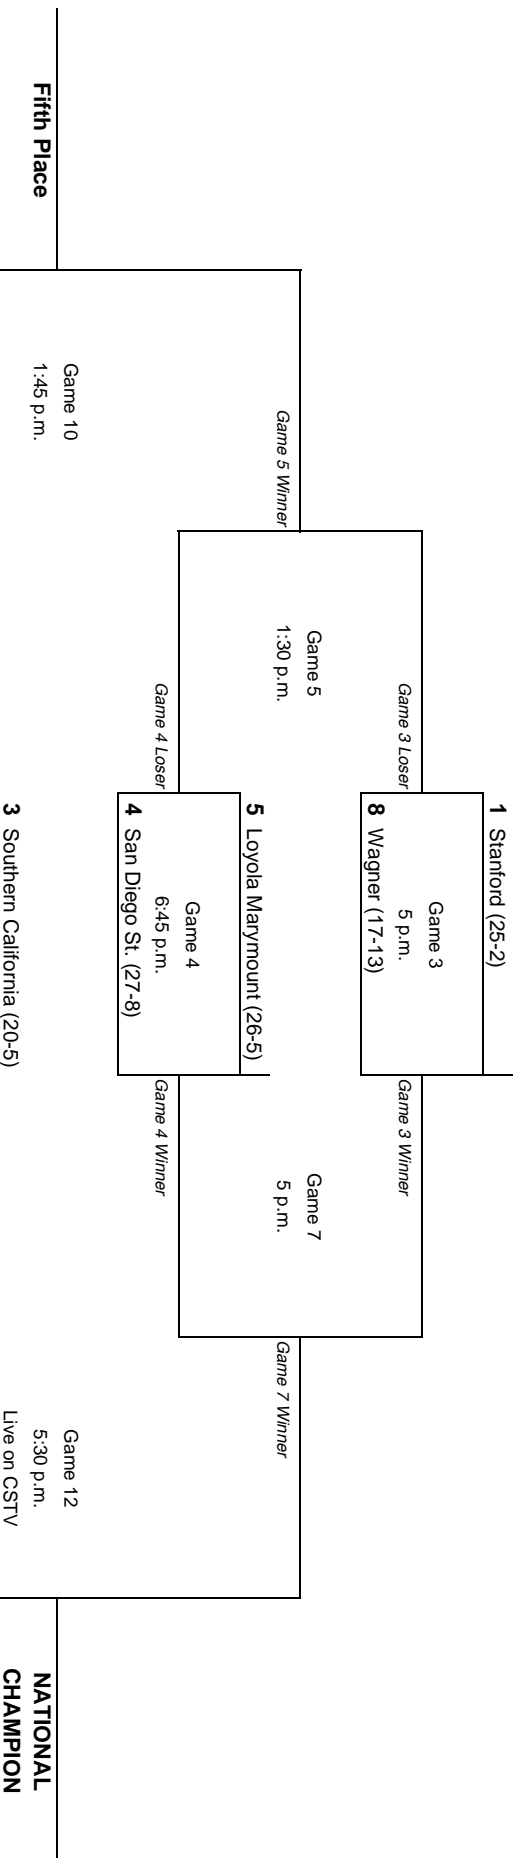 1 Stanford (25-2)
Game 3
Game 3 Loser
5 p.m.
Game 3 Winner
8 Wagner (17-13)
Game 5
1:30 p.m.
Game 7
5 p.m.
Game 5 Winner
Game 7 Winner
5 Loyola Marymount (26-5)
Game 4
Game 4 Loser
6:45 p.m.
Game 4 Winner
4 San Diego St. (27-8)
Fifth Place
Game 10
1:45 p.m.
Game 12
5:30 p.m.
Live on CSTV
NATIONAL
CHAMPION
3 Southern California (20-5)